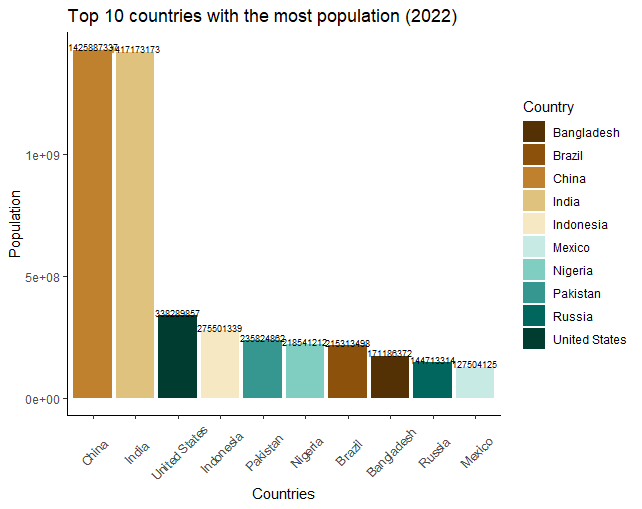 Top 10 countries with the most population (2022)
1425887337
1417173173
338289857
275501339
235824862
218541212
215313498
171186372
144713314
127504125
1e+09
5e+08
0e+00
Population
China
India
United States
Indonesia
Pakistan
Nigeria
Brazil
Bangladesh
Russia
Mexico
Countries
Country
Bangladesh
Brazil
China
India
Indonesia
Mexico
Nigeria
Pakistan
Russia
United States